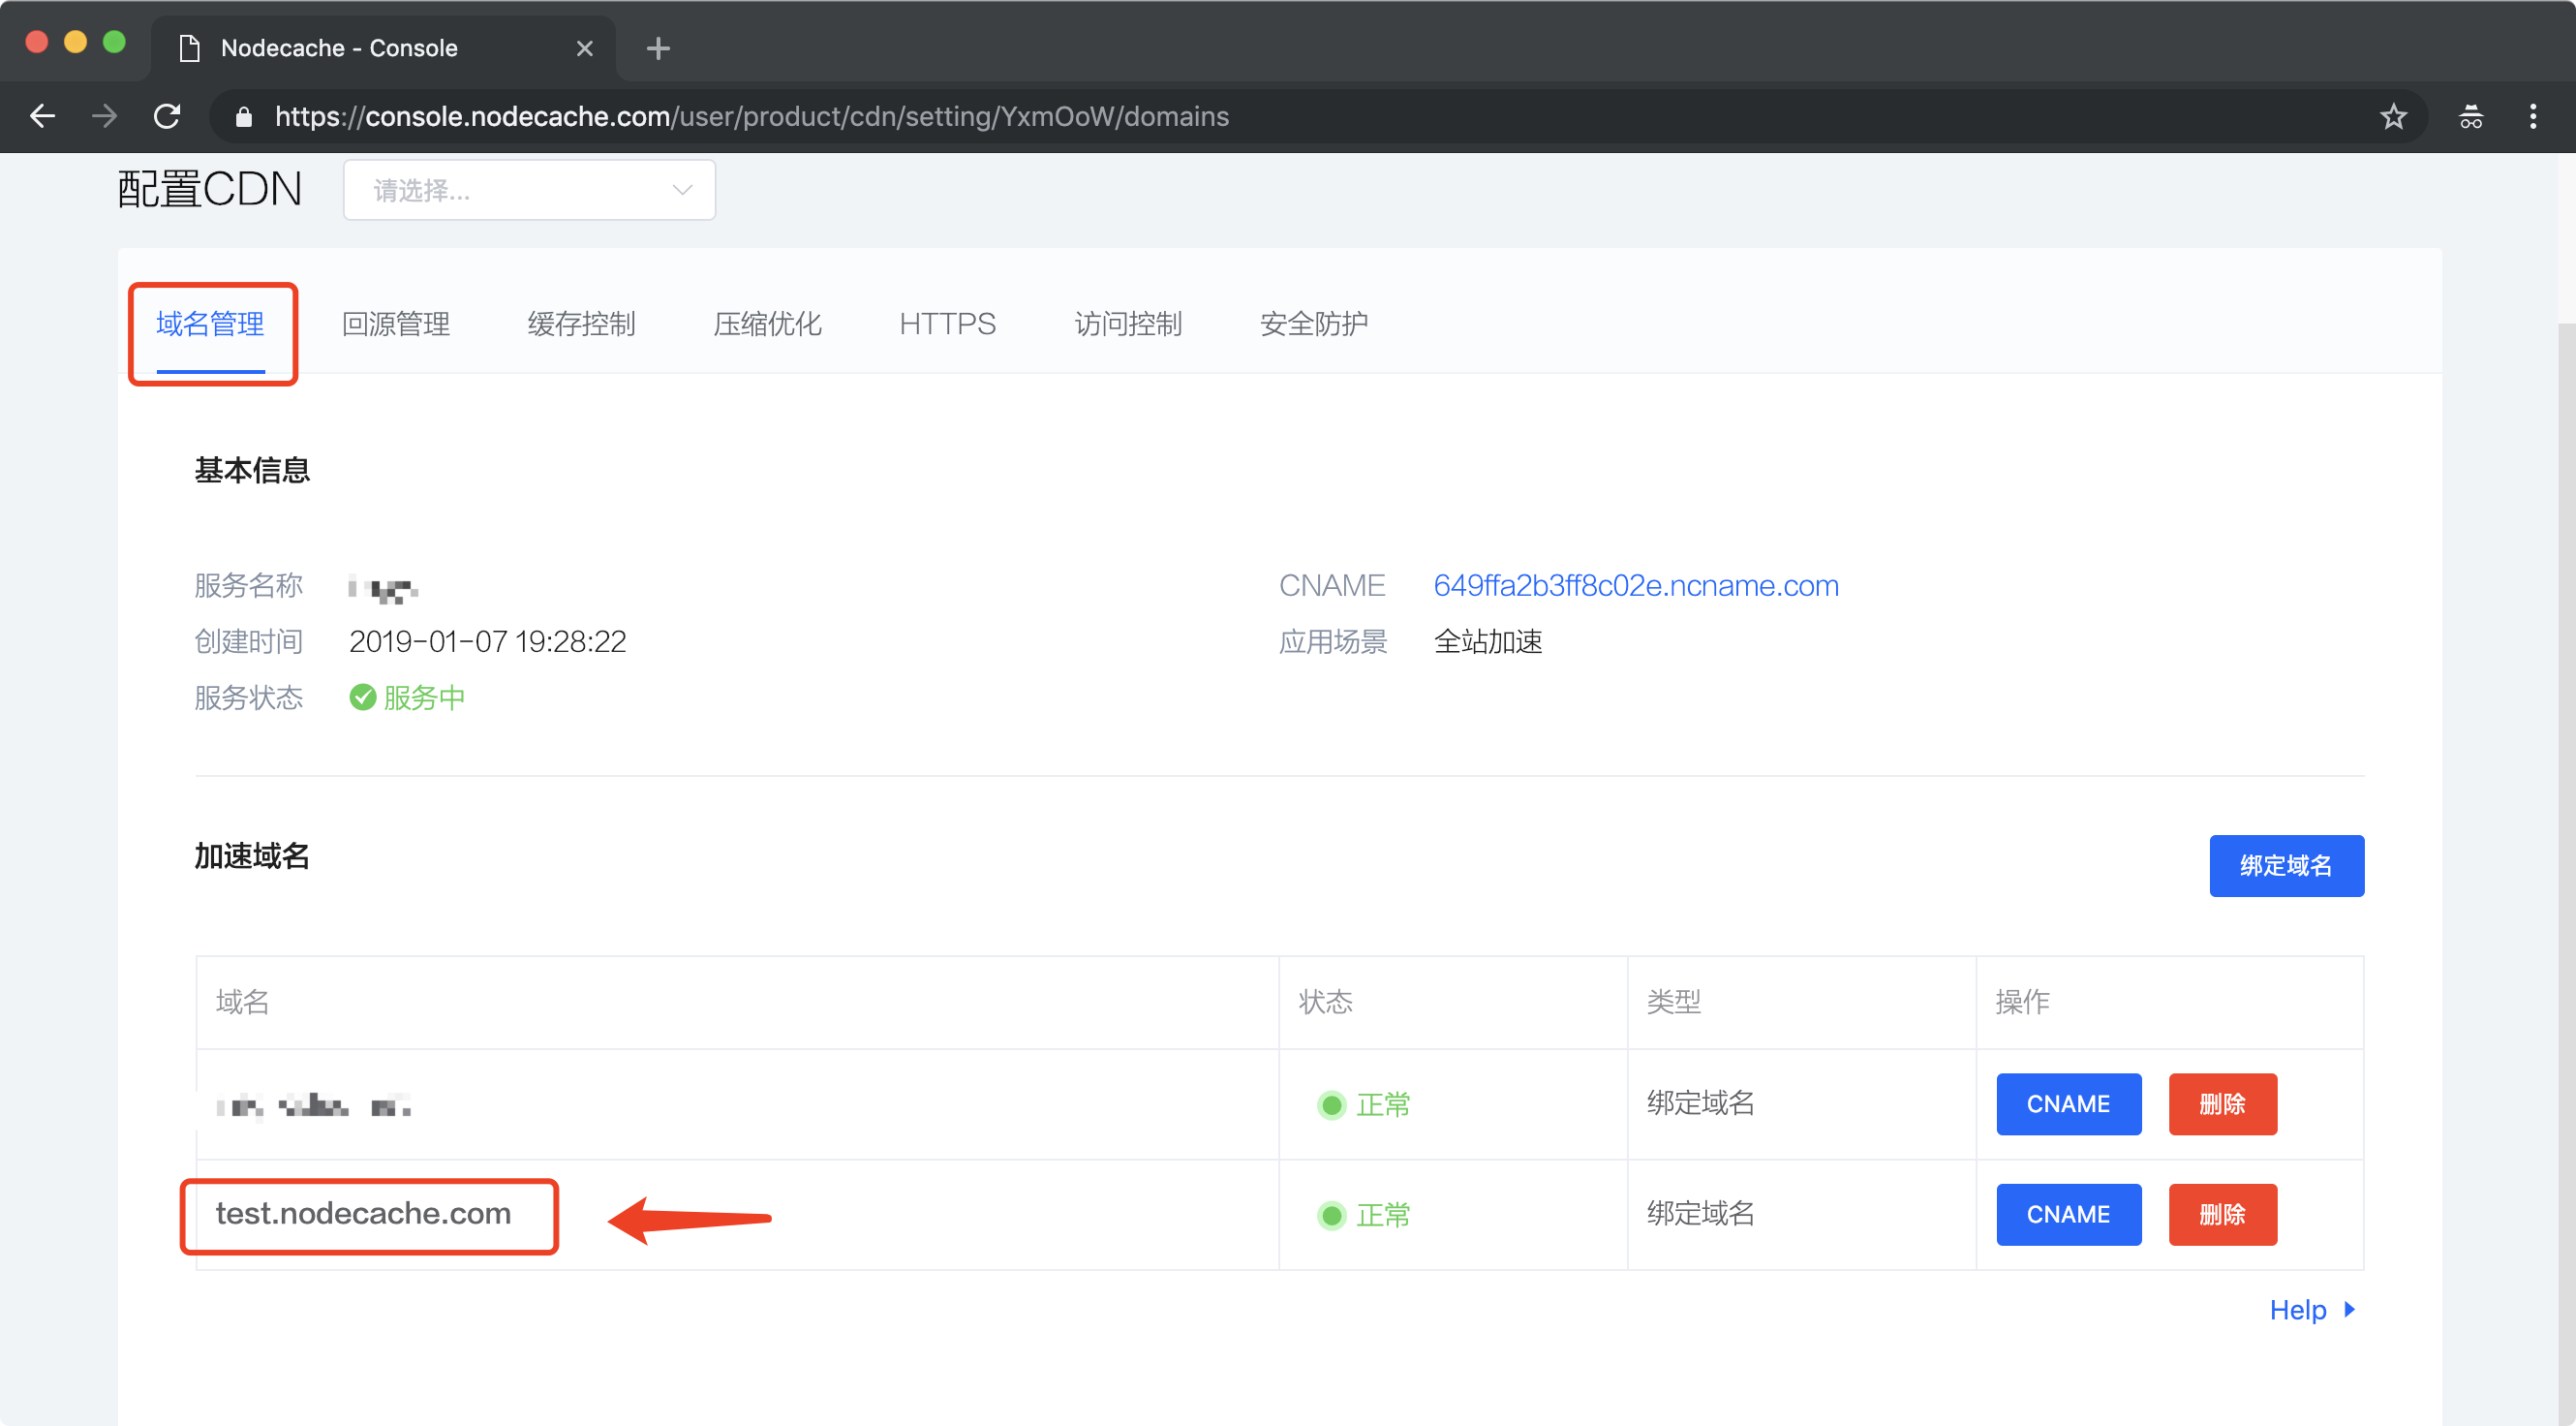 Nodecache - Console
https://console.nodecache.com/user/product/cdn/setting/YxmOoW/domains
配置CDN 请选择...
域名管理 回源管理 缓存控制 压缩优化 HTTPS 访问控制 安全防护
基本信息
服务名称 CNAME 649ffa2b3ff8c02e.ncname.com
创建时间 2019-01-07 19:28:22 应用场景 全站加速
服务状态 服务中
加速域名 绑定域名
域名 状态 类型 操作
正常 绑定域名 CNAME 删除
test.nodecache.com 正常 绑定域名 CNAME 删除
Help